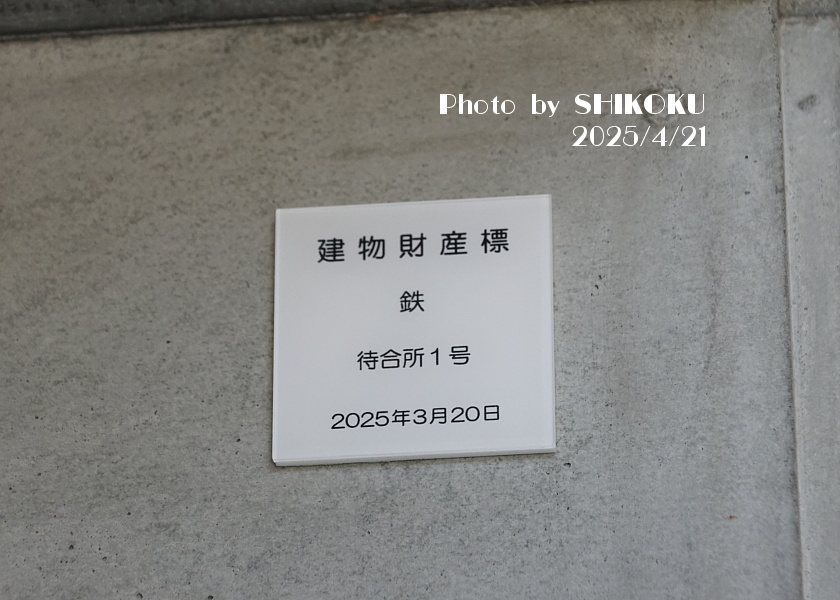 Photo by SHIKOKU
2025/4/21
建物財産標
鉄
待合所1号
2025年3月20日